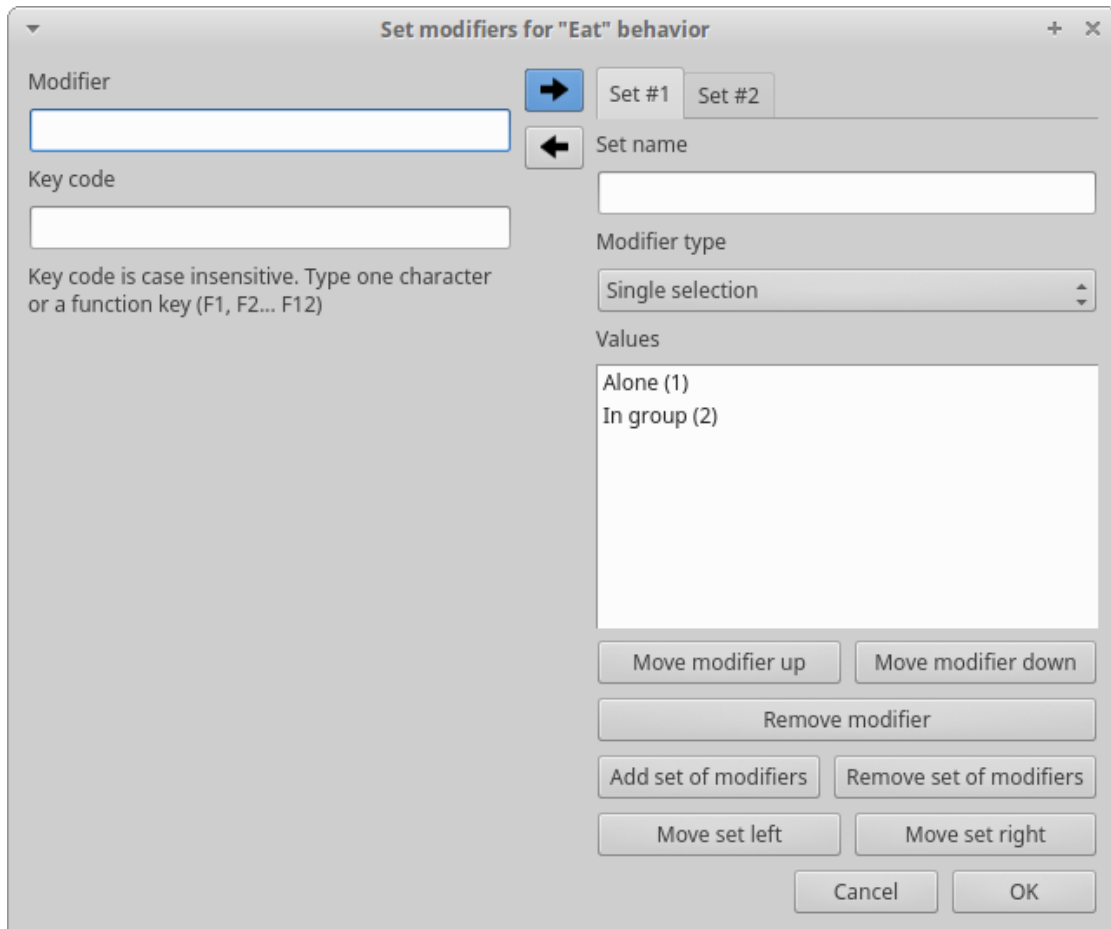 Set modifiers for "Eat" behavior
Modifier
Key code
Key code is case insensitive. Type one character
or a function key (F1, F2... F12)
Set #1 Set #2
Set name
Modifier type
Single selection
Values
Alone (1)
In group (2)
Move modifier up Move modifier down
Remove modifier
Add set of modifiers Remove set of modifiers
Move set left Move set right
Cancel OK